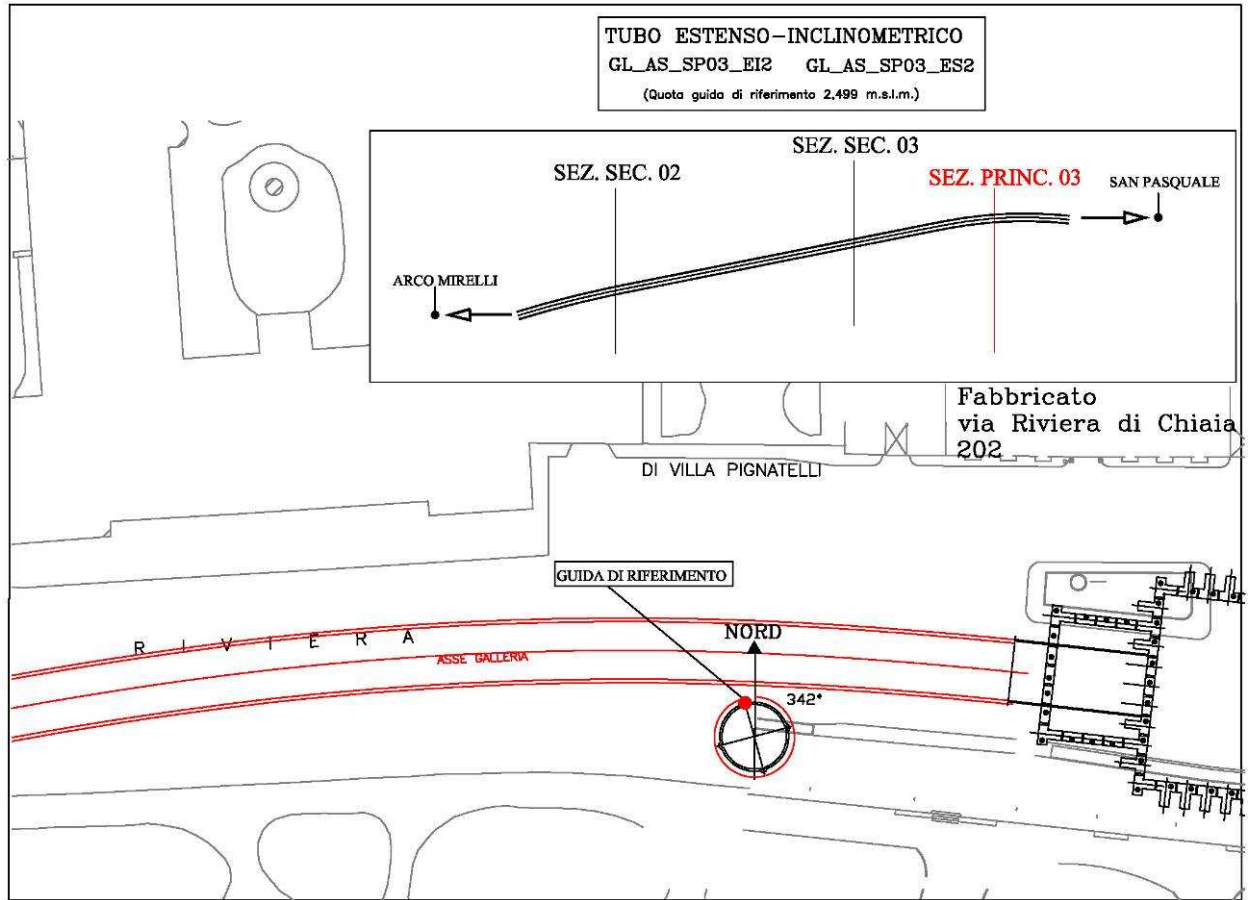 TUBO ESTENSO-INCLINOMETRICO
GL_AS_SP03_EI2 GL_AS_SP03_ES2
(Quota guida di riferimento 2,499 m.s.l.m.)
SEZ. SEC. 02
SEZ. SEC. 03
SEZ. PRINC. 03
SAN PASQUALE
ARCO MIRELLI
Fabbricato
via Riviera di Chiaia
202
DI VILLA PIGNATELLI
GUIDA DI RIFERIMENTO
RIVIERA
NORD
ASSE GALLERIA
342°